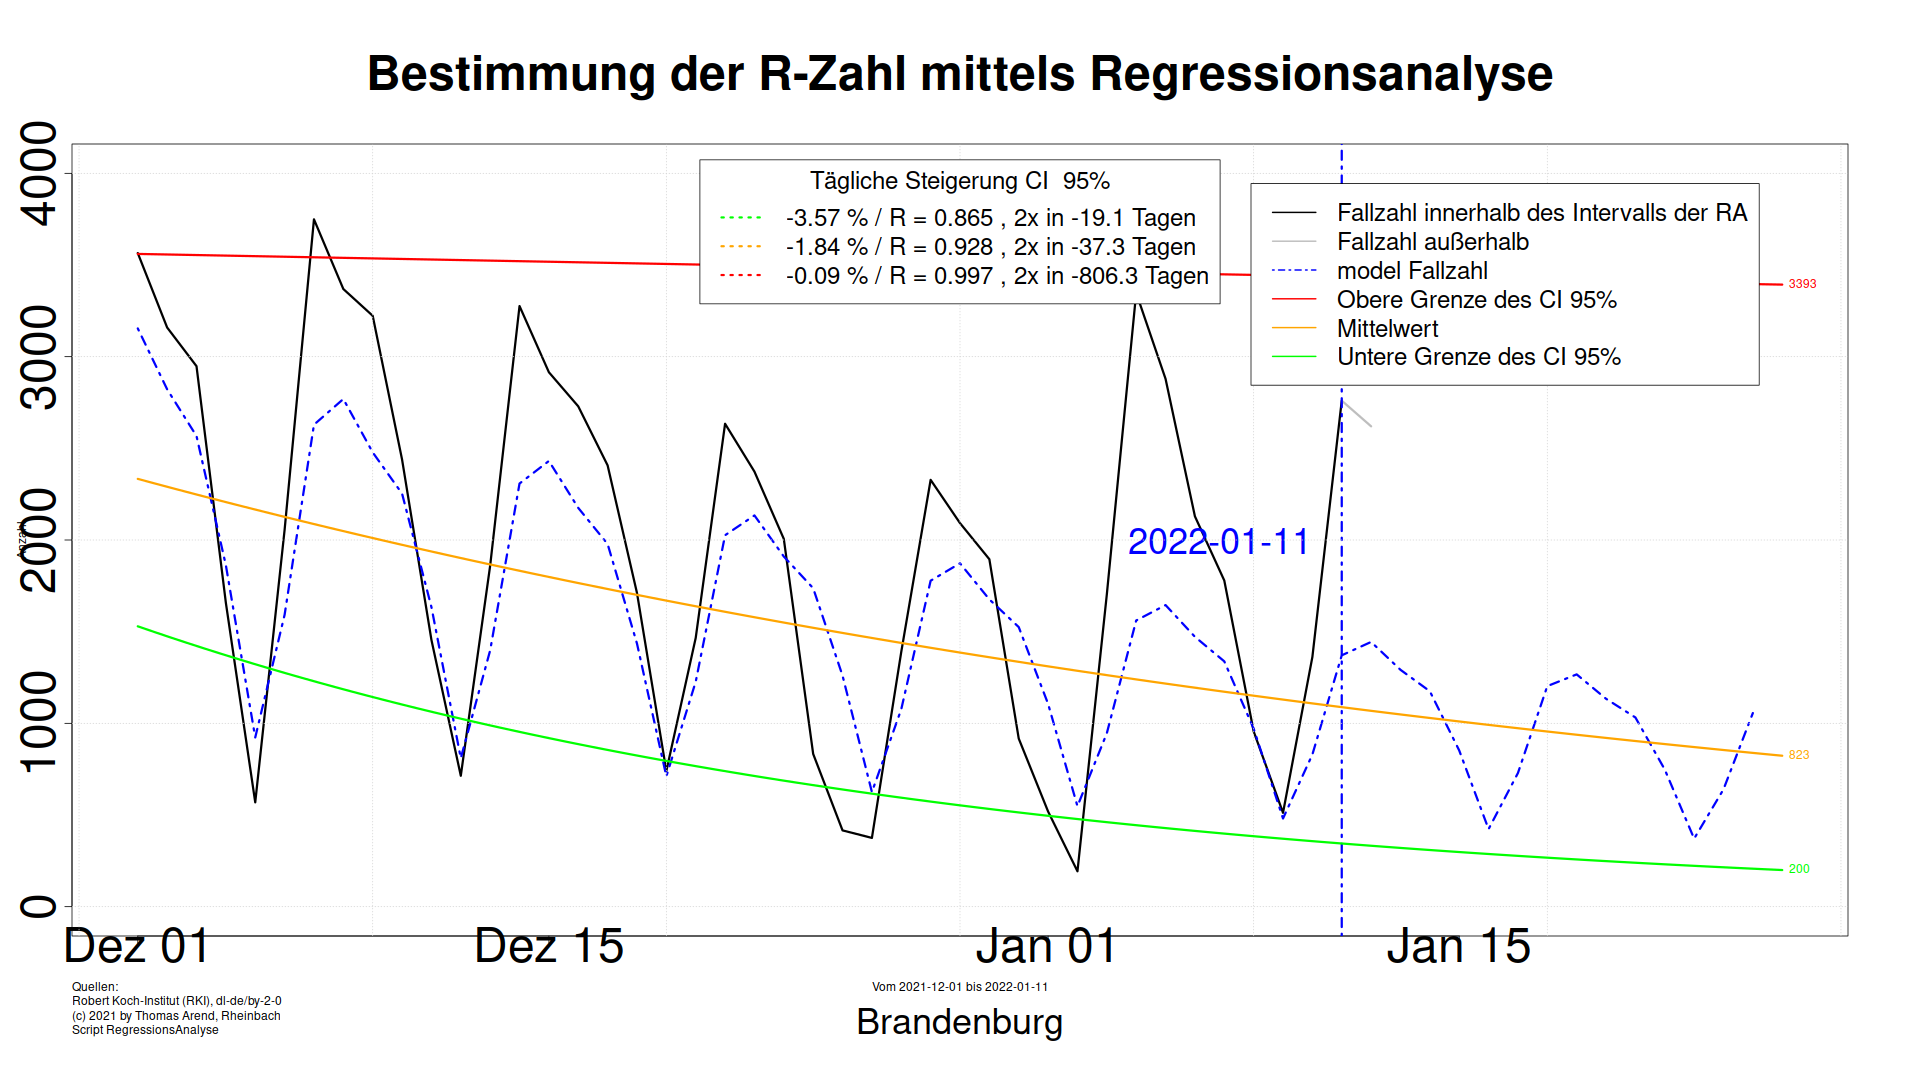 Bestimmung der R-Zahl mittels Regressionsanalyse
4000
3000
2000
1000
0
Anzahl
Tägliche Steigerung CI  95%
-3.57 % / R = 0.865 , 2x in -19.1 Tagen
-1.84 % / R = 0.928 , 2x in -37.3 Tagen
-0.09 % / R = 0.997 , 2x in -806.3 Tagen
Fallzahl innerhalb des Intervalls der RA
Fallzahl außerhalb
model Fallzahl
Obere Grenze des CI 95%
Mittelwert
Untere Grenze des CI 95%
3393
2022-01-11
823
200
Dez 01
Dez 15
Jan 01
Jan 15
Quellen:
Robert Koch-Institut (RKI), dl-de/by-2-0
(c) 2021 by Thomas Arend, Rheinbach
Script RegressionsAnalyse
Vom 2021-12-01 bis 2022-01-11
Brandenburg